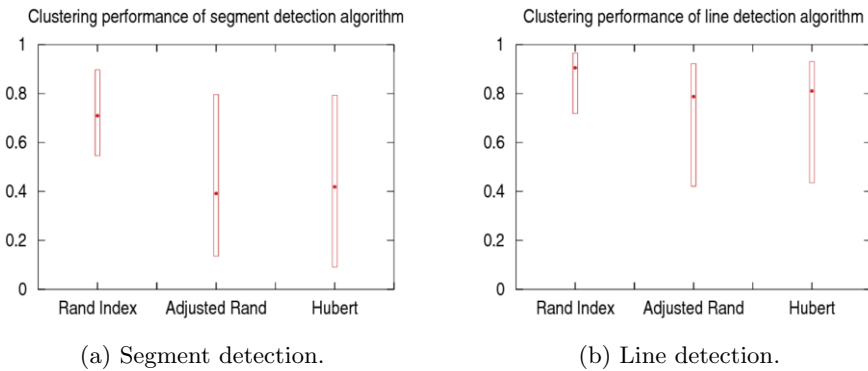 Clustering performance of segment detection algorithm
1
0.8
0.6
0.4
0.2
0
Rand Index Adjusted Rand Hubert
(a) Segment detection.
Clustering performance of line detection algorithm
1
0.8
0.6
0.4
0.2
0
Rand Index Adjusted Rand Hubert
(b) Line detection.